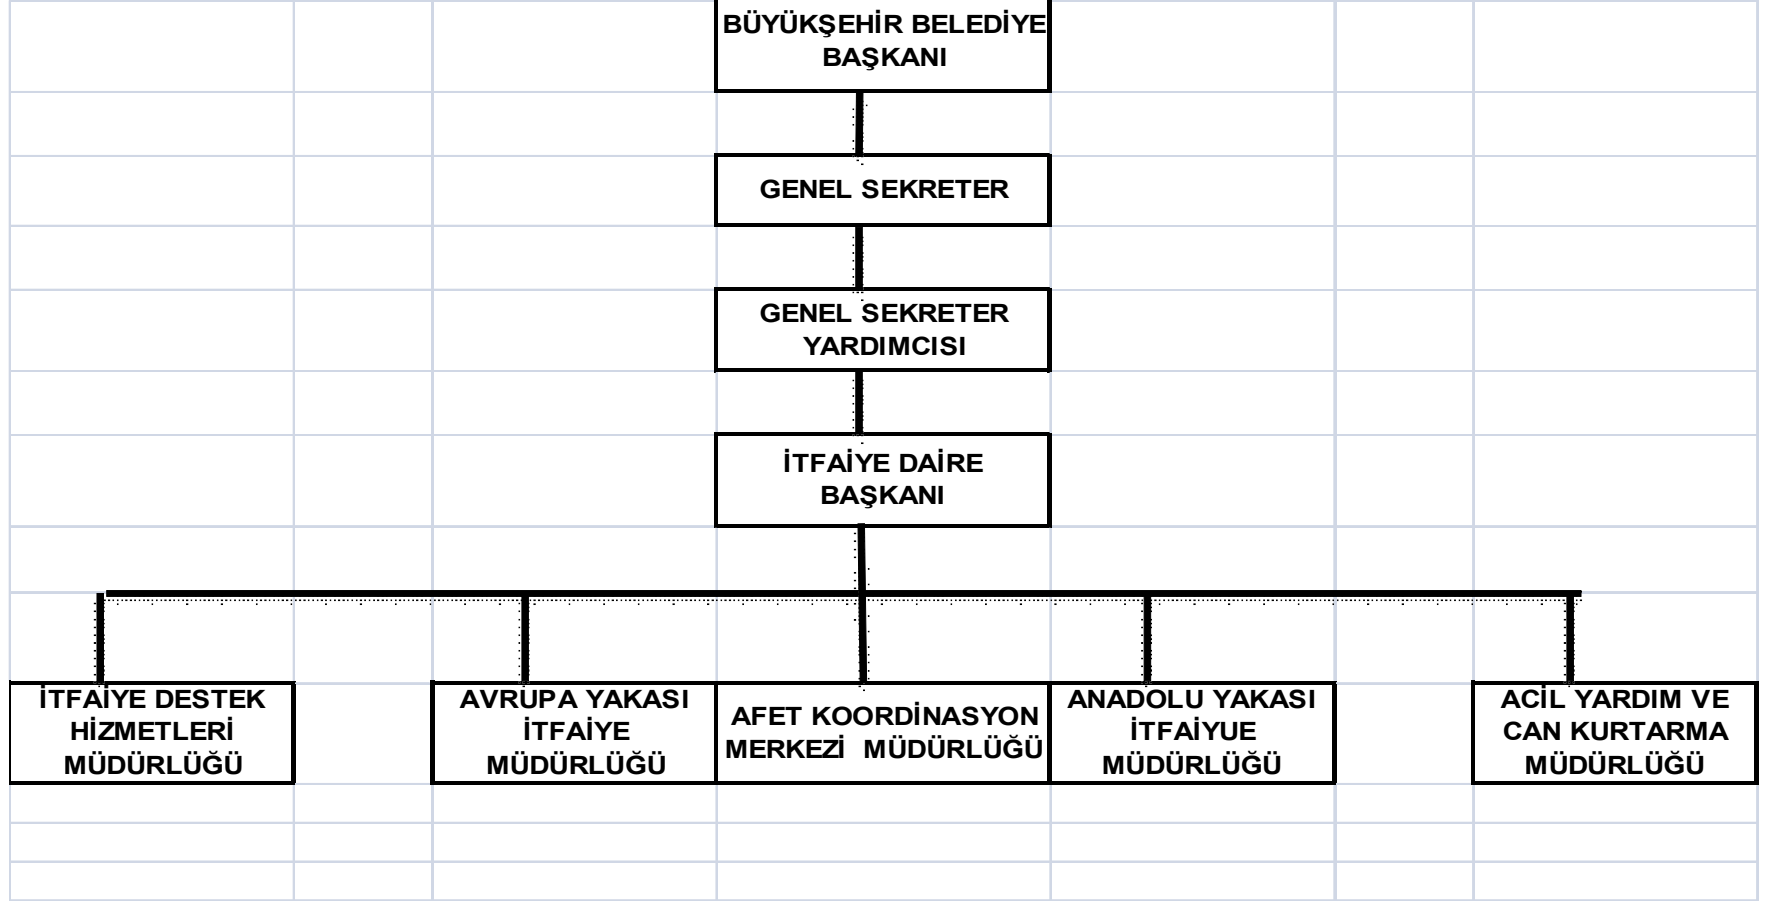 BÜYÜKŞEHİR BELEDİYE
BAŞKANI
GENEL SEKRETER
GENEL SEKRETER
YARDIMCISI
İTFAİYE DAİRE
BAŞKANI
İTFAİYE DESTEK
HİZMETLERİ
MÜDÜRLÜĞÜ
AVRUPA YAKASI
İTFAİYE
MÜDÜRLÜĞÜ
AFET KOORDİNASYON
MERKEZİ MÜDÜRLÜĞÜ
ANADOLU YAKASI
İTFAİYUE
MÜDÜRLÜĞÜ
ACİL YARDIM VE
CAN KURTARMA
MÜDÜRLÜĞÜ